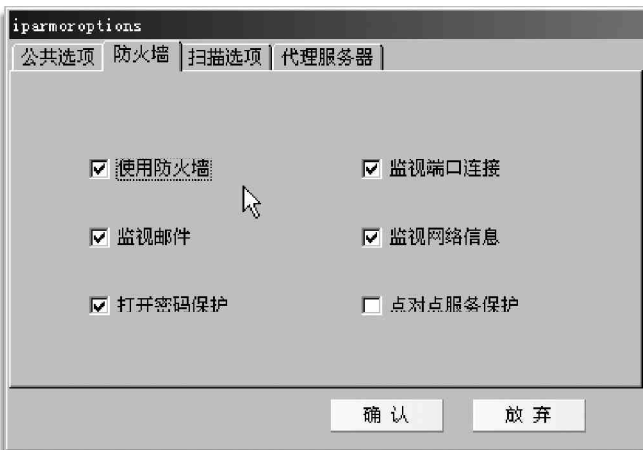 iparmoroptions
公共选项 防火墙 扫描选项 代理服务器
使用防火墙 监视端口连接
监视邮件 监视网络信息
打开密码保护 点对点服务保护
确认 放弃